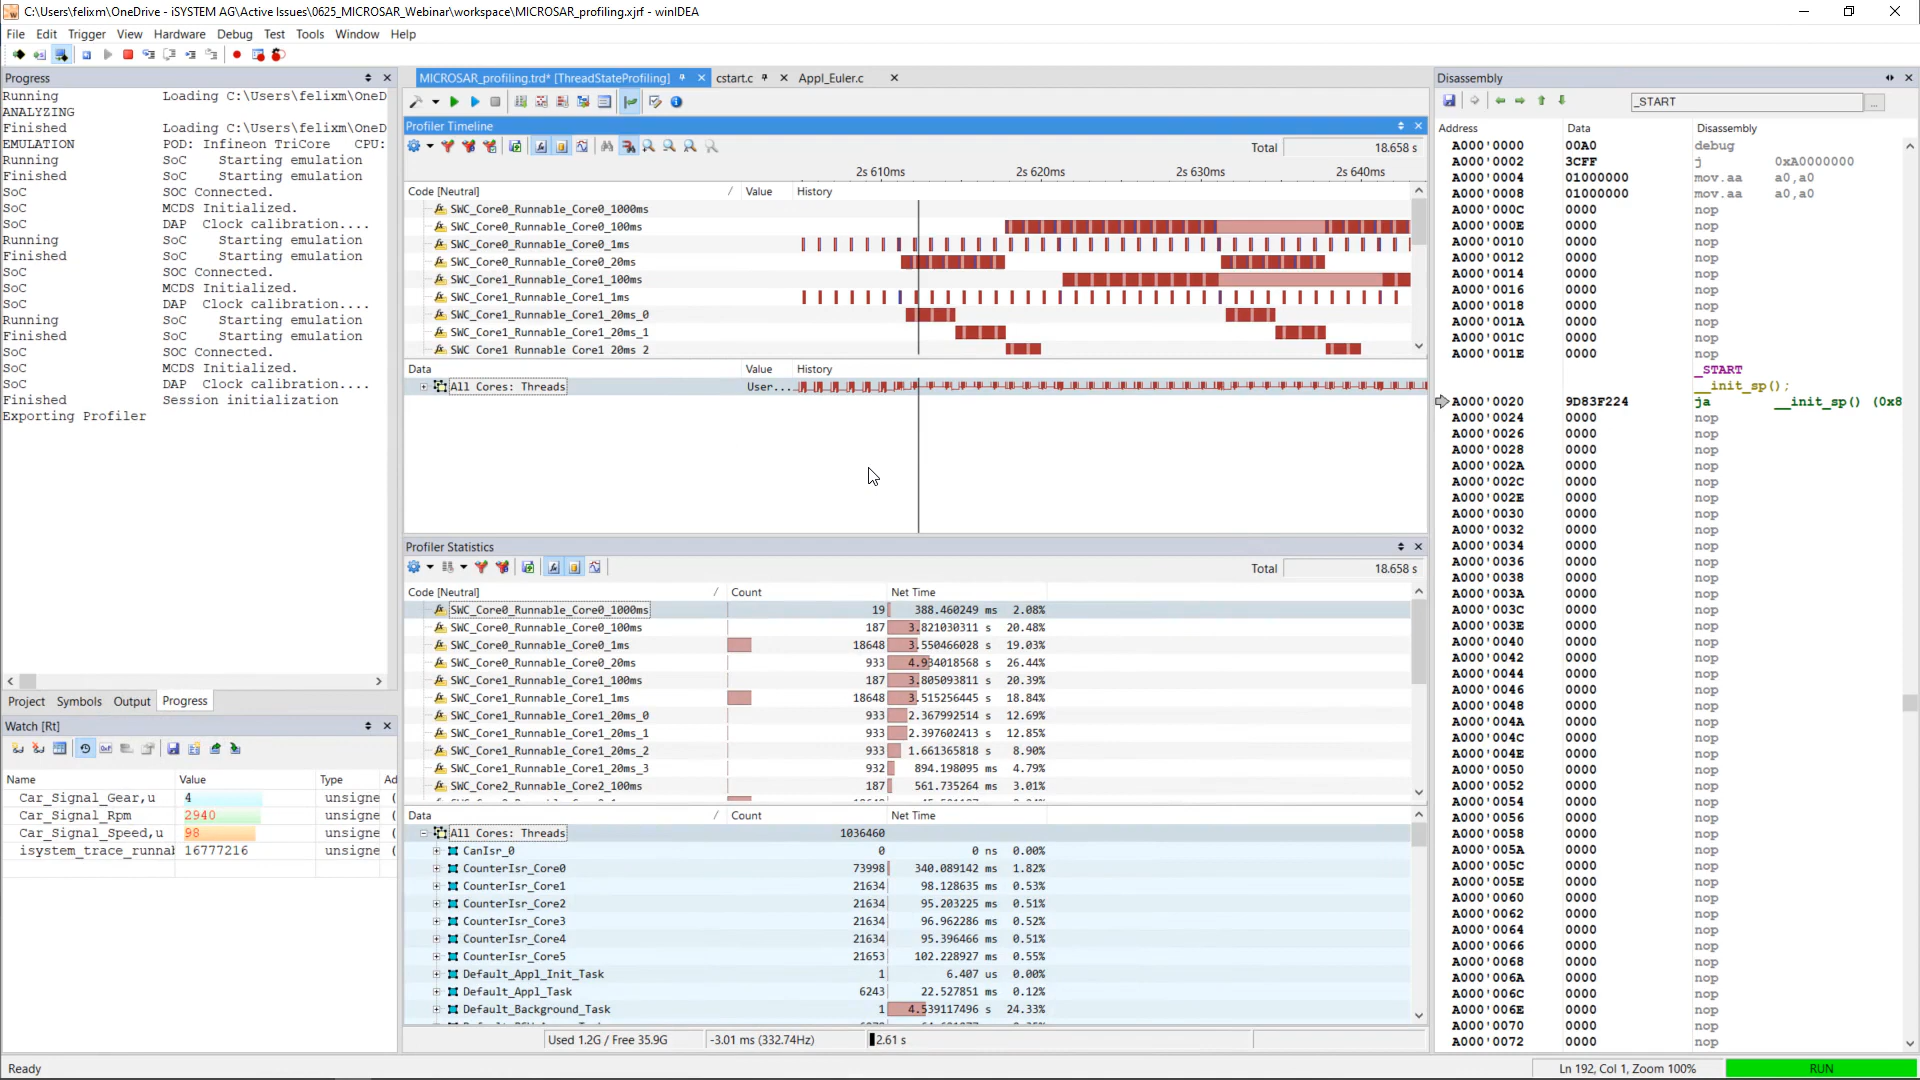 C:\Users\felixm\OneDrive - iSYSTEM AG\Active Issues\0625_MICROSAR_Webinar\workspace\MICROSAR_profiling.xjrf - winIDEA
File Edit Trigger View Hardware Debug Test Tools Window Help
Progress
Running Loading C:\Users\felixm\OneD
ANALYZING
Finished Loading C:\Users\felixm\OneD
EMULATION POD: Infineon TriCore CPU:
Running SoC Starting emulation
Finished SoC Starting emulation
SoC SOC Connected.
SoC MCDS Initialized.
SoC DAP Clock calibration....
Running SoC Starting emulation
Finished SoC Starting emulation
SoC SOC Connected.
SoC MCDS Initialized.
SoC DAP Clock calibration....
Running SoC Starting emulation
Finished SoC Starting emulation
SoC SOC Connected.
SoC MCDS Initialized.
SoC DAP Clock calibration....
Finished Session initialization
Exporting Profiler
Project Symbols Output Progress
Watch [Rt]
Name Value Type Ad
Car_Signal_Gear,u 4 unsigne (
Car_Signal_Rpm 2940 unsigne (
Car_Signal_Speed,u 98 unsigne (
isystem_trace_runnal 16777216 unsigne (
MICROSAR_profiling.trd* [ThreadStateProfiling] cstart.c Appl_Euler.c
Profiler Timeline
Total 18.658 s
2s 610ms 2s 620ms 2s 630ms 2s 640ms
Code [Neutral] / Value History
SWC_Core0_Runnable_Core0_1000ms
SWC_Core0_Runnable_Core0_100ms
SWC_Core0_Runnable_Core0_1ms
SWC_Core0_Runnable_Core0_20ms
SWC_Core1_Runnable_Core1_100ms
SWC_Core1_Runnable_Core1_1ms
SWC_Core1_Runnable_Core1_20ms_0
SWC_Core1_Runnable_Core1_20ms_1
SWC Core1 Runnable Core1 20ms 2
Data Value History
All Cores: Threads User...
Profiler Statistics
Total 18.658 s
Code [Neutral] / Count Net Time
SWC_Core0_Runnable_Core0_1000ms 19 388.460249 ms 2.08%
SWC_Core0_Runnable_Core0_100ms 187 3.821030311 s 20.48%
SWC_Core0_Runnable_Core0_1ms 18648 3.550466028 s 19.03%
SWC_Core0_Runnable_Core0_20ms 933 4.934018568 s 26.44%
SWC_Core1_Runnable_Core1_100ms 187 3.805093811 s 20.39%
SWC_Core1_Runnable_Core1_1ms 18648 3.515256445 s 18.84%
SWC_Core1_Runnable_Core1_20ms_0 933 2.367992514 s 12.69%
SWC_Core1_Runnable_Core1_20ms_1 933 2.397602413 s 12.85%
SWC_Core1_Runnable_Core1_20ms_2 933 1.661365818 s 8.90%
SWC_Core1_Runnable_Core1_20ms_3 932 894.198095 ms 4.79%
SWC_Core2_Runnable_Core2_100ms 187 561.735264 ms 3.01%
Data / Count Net Time
All Cores: Threads 1036460
CanIsr_0 0 0 ns 0.00%
CounterIsr_Core0 73998 340.089142 ms 1.82%
CounterIsr_Core1 21634 98.128635 ms 0.53%
CounterIsr_Core2 21634 95.203225 ms 0.51%
CounterIsr_Core3 21634 96.962286 ms 0.52%
CounterIsr_Core4 21634 95.396466 ms 0.51%
CounterIsr_Core5 21653 102.228927 ms 0.55%
Default_Appl_Init_Task 1 6.407 us 0.00%
Default_Appl_Task 6243 22.527851 ms 0.12%
Default_Background_Task 1 4.539117496 s 24.33%
Used 1.2G / Free 35.9G -3.01 ms (332.74Hz) 2.61 s
Disassembly
_START ...
Address Data Disassembly
A000'0000 00A0 debug
A000'0002 3CFF j 0xA0000000
A000'0004 01000000 mov.aa a0,a0
A000'0008 01000000 mov.aa a0,a0
A000'000C 0000 nop
A000'000E 0000 nop
A000'0010 0000 nop
A000'0012 0000 nop
A000'0014 0000 nop
A000'0016 0000 nop
A000'0018 0000 nop
A000'001A 0000 nop
A000'001C 0000 nop
A000'001E 0000 nop
_START
__init_sp();
A000'0020 9D83F224 ja __init_sp() (0x8
A000'0024 0000 nop
A000'0026 0000 nop
A000'0028 0000 nop
A000'002A 0000 nop
A000'002C 0000 nop
A000'002E 0000 nop
A000'0030 0000 nop
A000'0032 0000 nop
A000'0034 0000 nop
A000'0036 0000 nop
A000'0038 0000 nop
A000'003A 0000 nop
A000'003C 0000 nop
A000'003E 0000 nop
A000'0040 0000 nop
A000'0042 0000 nop
A000'0044 0000 nop
A000'0046 0000 nop
A000'0048 0000 nop
A000'004A 0000 nop
A000'004C 0000 nop
A000'004E 0000 nop
A000'0050 0000 nop
A000'0052 0000 nop
A000'0054 0000 nop
A000'0056 0000 nop
A000'0058 0000 nop
A000'005A 0000 nop
A000'005C 0000 nop
A000'005E 0000 nop
A000'0060 0000 nop
A000'0062 0000 nop
A000'0064 0000 nop
A000'0066 0000 nop
A000'0068 0000 nop
A000'006A 0000 nop
A000'006C 0000 nop
A000'006E 0000 nop
A000'0070 0000 nop
A000'0072 0000 nop
Ready Ln 192, Col 1, Zoom 100% RUN